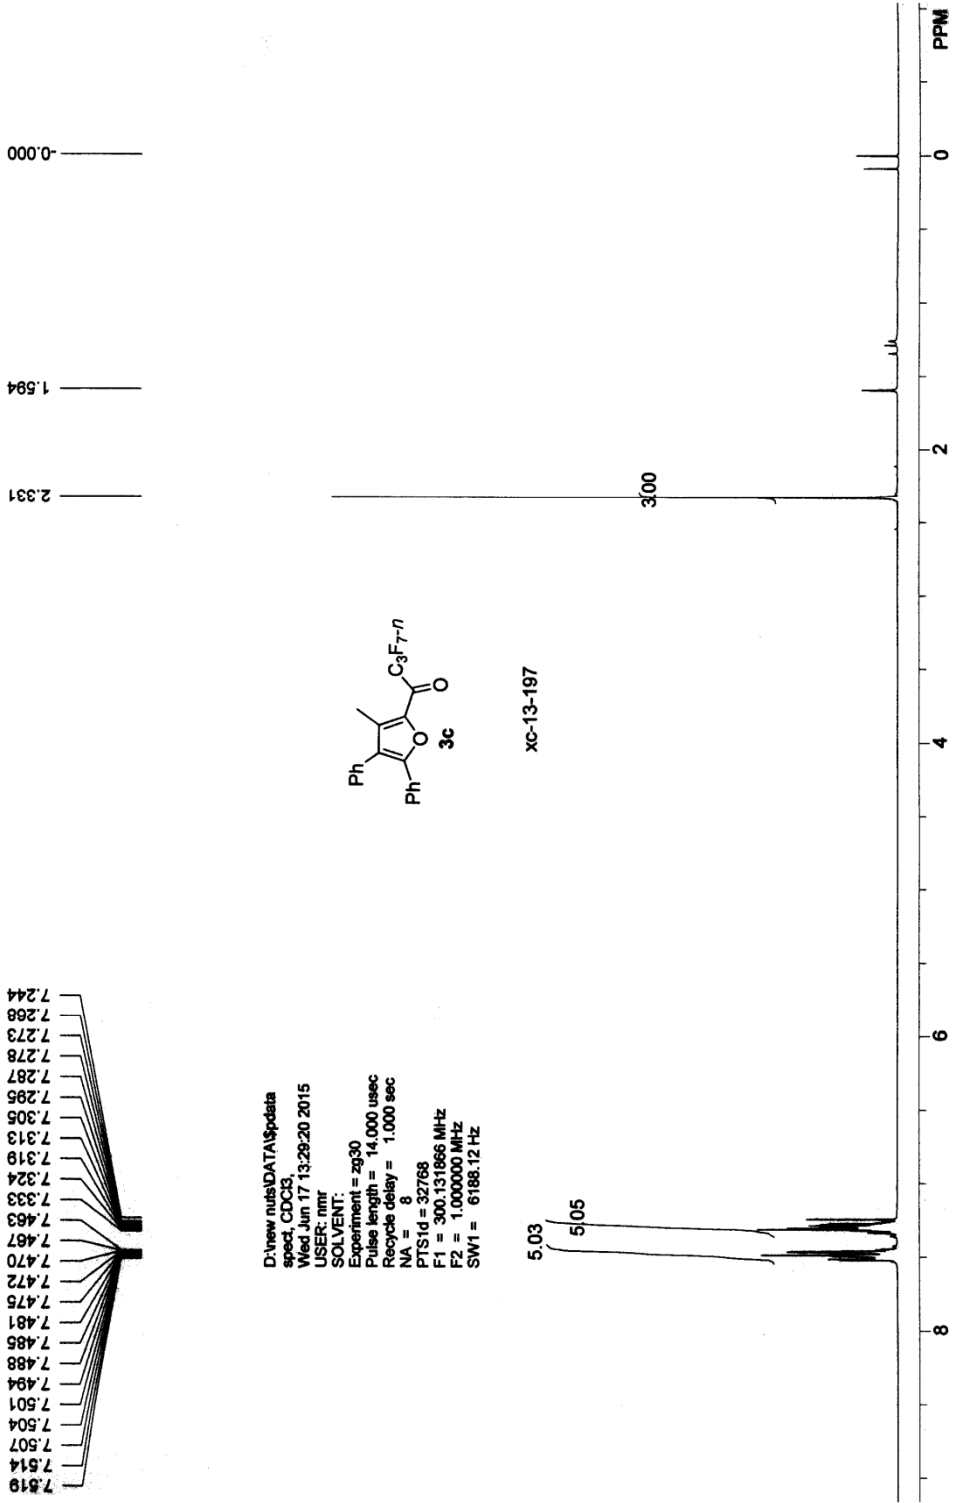 7.519
7.514
7.507
7.504
7.501
7.494
7.488
7.485
7.481
7.475
7.472
7.470
7.467
7.463
7.333
7.324
7.319
7.313
7.305
7.295
7.287
7.278
7.273
7.268
7.244
2.331
1.594
-0.000
D:\new nuts\DATA\$pdata
spect, CDCl3,
Wed Jun 17 13:29:20 2015
USER: nmr
SOLVENT:
Experiment = zg30
Pulse length = 14.000 usec
Recycle delay = 1.000 sec
NA = 8
PTS1d = 32768
F1 = 300.131866 MHz
F2 = 1.000000 MHz
SW1 = 6188.12 Hz
Ph
Ph
O
C3F7-n
O
3c
xc-13-197
5.03
5.05
3.00
8
6
4
2
0
PPM